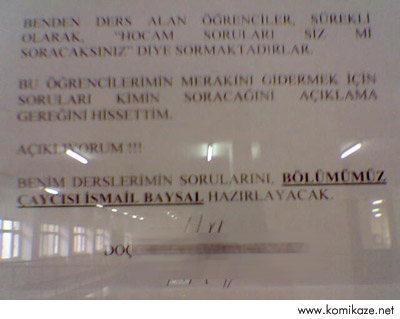 BENDEN DERS ALAN ÖĞRENCİLER, SÜREKLİ
OLARAK, "HOCAM SORULARI SİZ Mİ
SORACAKSINIZ" DİYE SORMAKTADIRLAR.
BU ÖĞRENCİLERİMİN MERAKINI GİDERMEK İÇİN
SORULARI KİMİN SORACAĞINI AÇIKLAMA
GEREĞİNİ HİSSETTİM.
AÇIKLIYORUM !!!
BENİM DERSLERİMİN SORULARINI, BÖLÜMÜMÜZ
ÇAYCISI İSMAİL BAYSAL HAZIRLAYACAK.
DOÇ
www.komikaze.net